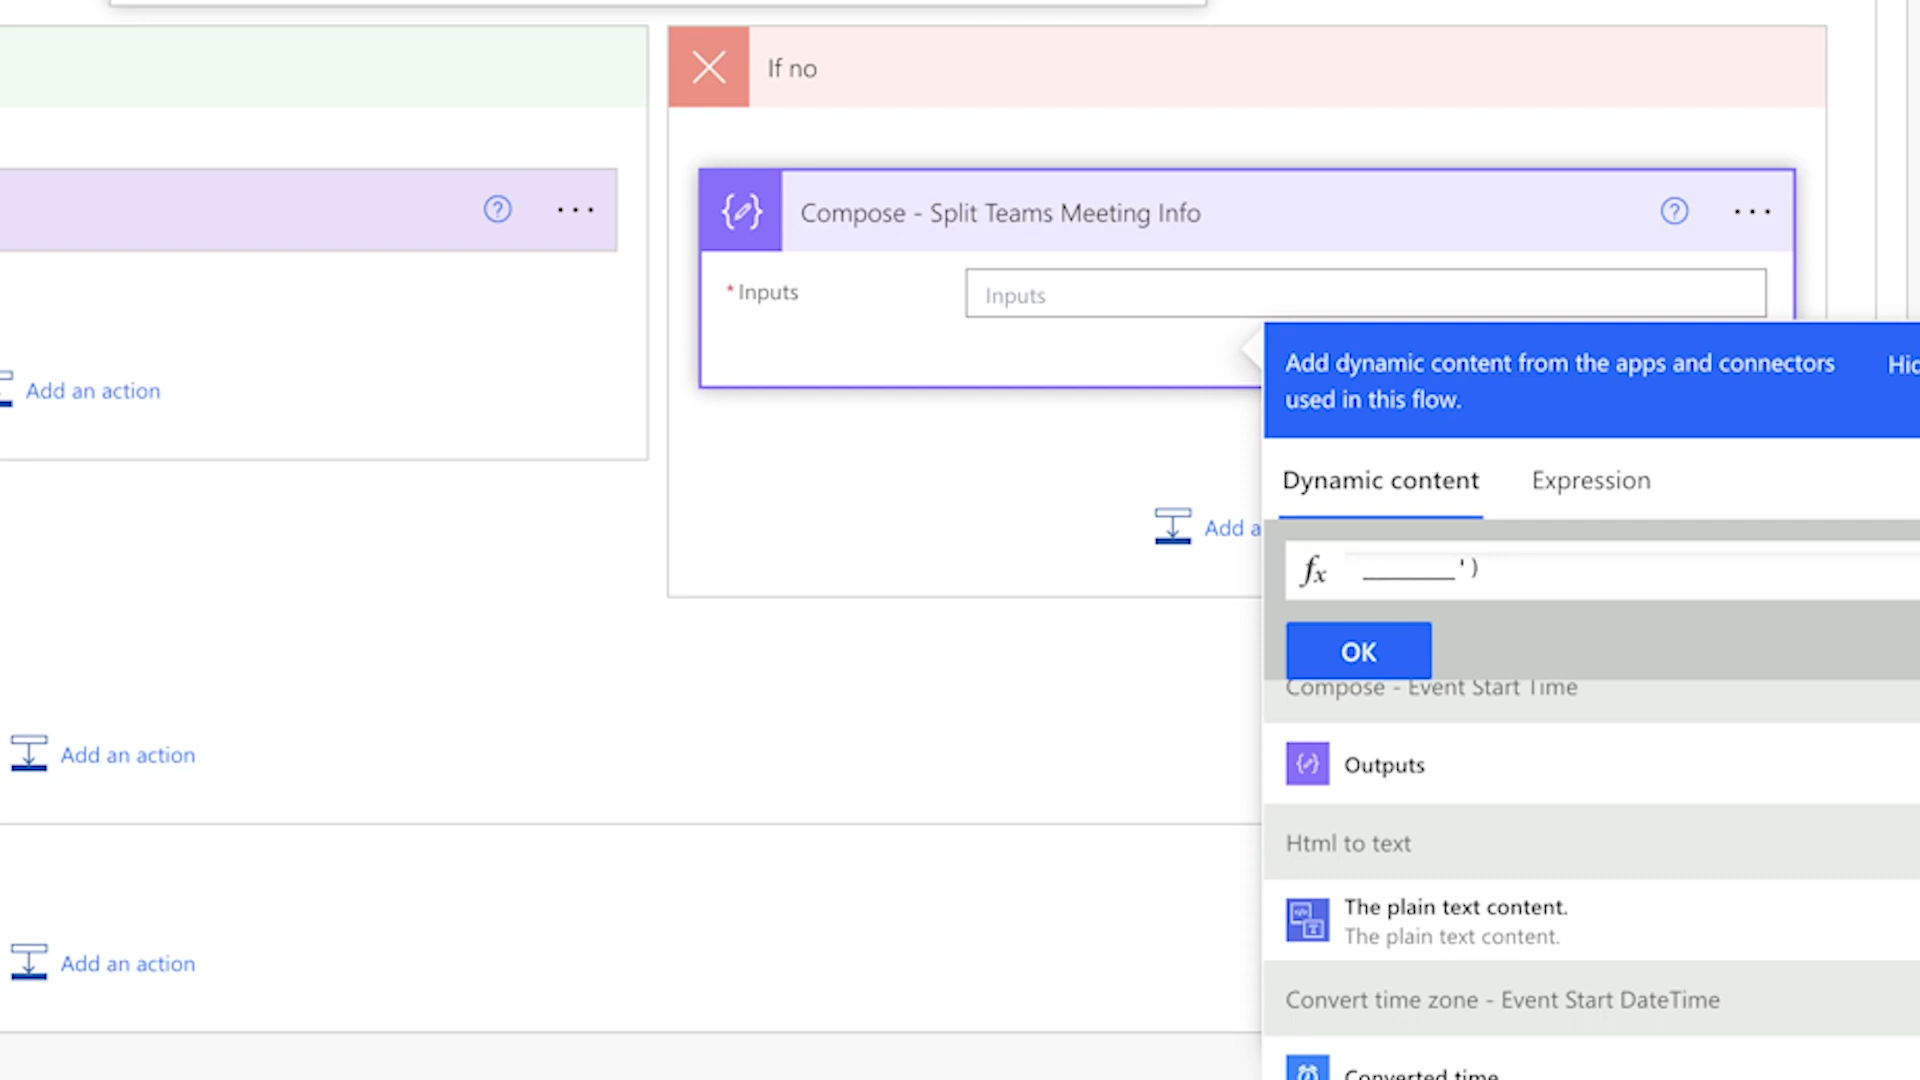 If no
Compose - Split Teams Meeting Info
* Inputs
Inputs
Add an action
Add dynamic content from the apps and connectors
used in this flow.
Dynamic content
Expression
fx ________')
OK
Compose - Event Start Time
Outputs
Html to text
The plain text content.
The plain text content.
Convert time zone - Event Start DateTime
Converted time
Add an action
Add an action